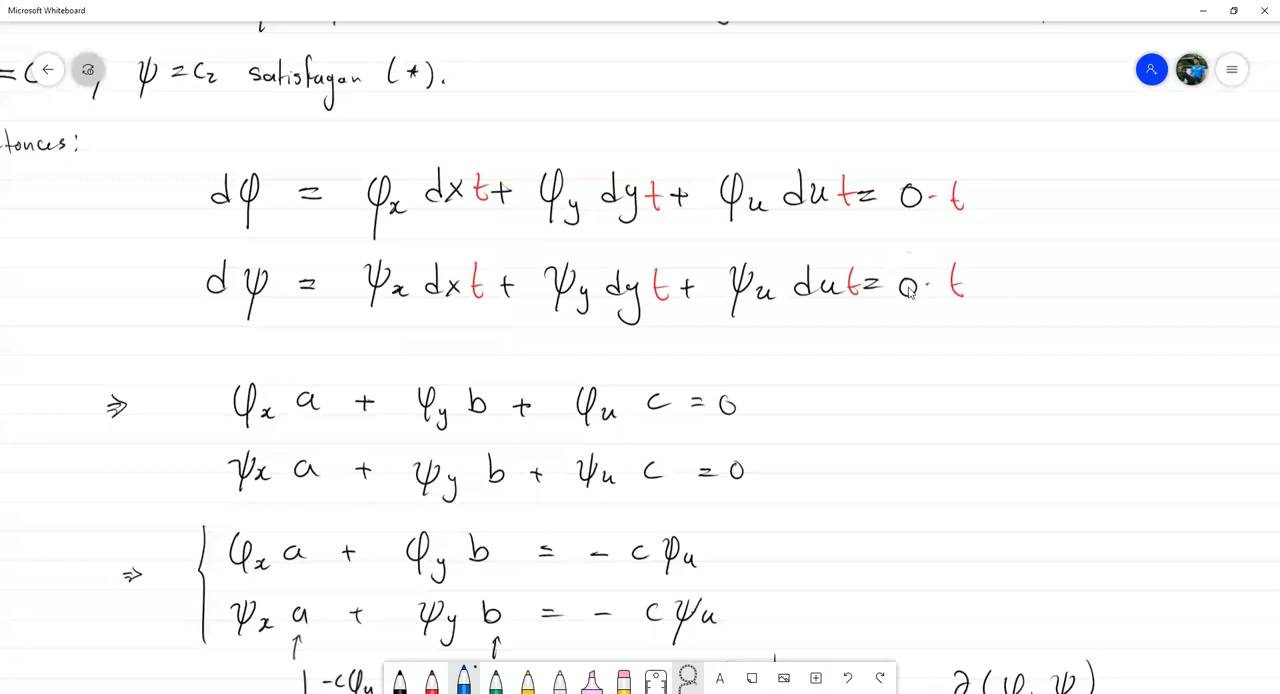 Microsoft Whiteboard
= C , ψ = c₂ satisfagan (*).
tonces:
dφ = φₓ dx t + φ_y dy t + φ_u du t = 0 · t
dψ = ψₓ dx t + ψ_y dy t + ψ_u du t = 0 · t
⇒ φₓ a + φ_y b + φ_u c = 0
ψₓ a + ψ_y b + ψ_u c = 0
⇒ { φₓ a + φ_y b = - c φ_u
ψₓ a + ψ_y b = - c ψ_u
↑ ↑
| -cφ_u ∂(φ, ψ)
A